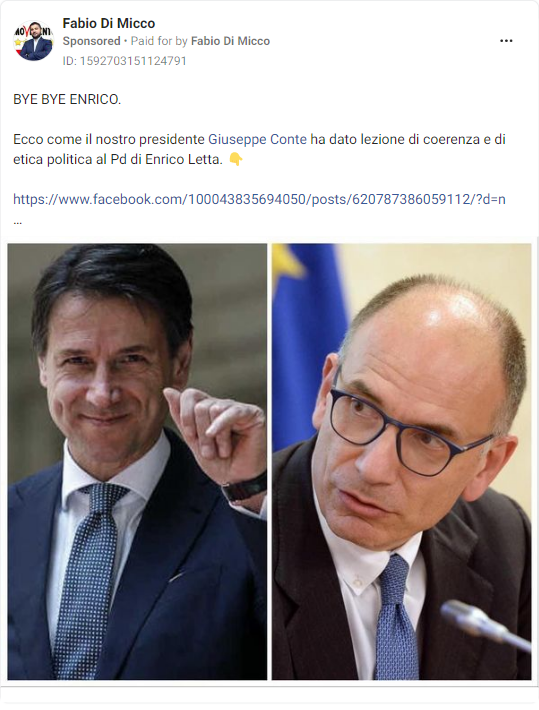 Fabio Di Micco
Sponsored • Paid for by Fabio Di Micco
ID: 1592703151124791
BYE BYE ENRICO.
Ecco come il nostro presidente Giuseppe Conte ha dato lezione di coerenza e di
etica politica al Pd di Enrico Letta. 👇
https://www.facebook.com/100043835694050/posts/620787386059112/?d=n
...